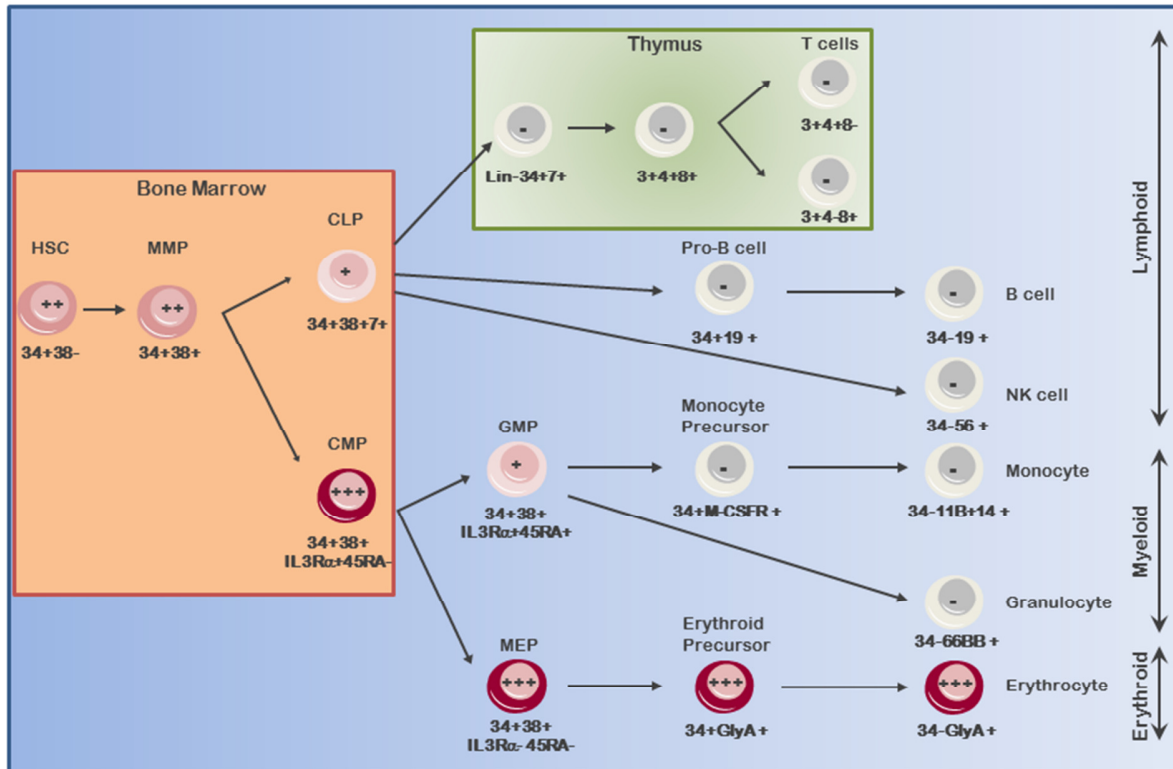 Thymus
T cells
-
-
-
3+4+8-
Lin-34+7+
3+4+8+
-
3+4-8+
Bone Marrow
HSC
MMP
CLP
++
++
+
34+38-
34+38+
34+38+7+
Pro-B cell
-
34+19 +
-
B cell
34-19 +
-
NK cell
34-56 +
Lymphoid
CMP
+++
34+38+
IL3Rα+45RA-
GMP
+
34+38+
IL3Rα+45RA+
Monocyte
Precursor
-
34+M-CSFR +
-
Monocyte
34-11B+14 +
-
Granulocyte
34-66BB +
Myeloid
MEP
+++
34+38+
IL3Rα- 45RA-
Erythroid
Precursor
+++
34+GlyA +
+++
Erythrocyte
34-GlyA +
Erythroid